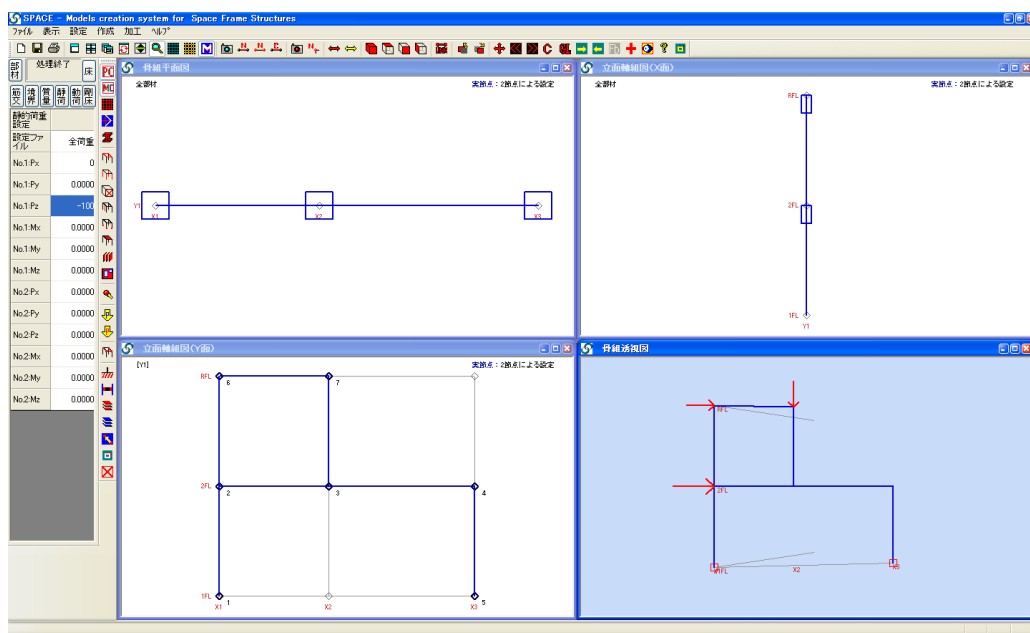 SPACE - Models creation system for Space Frame Structures
ファイル 表示 設定 作成 加工 ヘルプ
部材 処理終了 床
筋交 境界 質量 静荷 動荷 剛床
静的荷重設定
設定ファイル 全荷重
No.1:Px 0
No.1:Py 0.0000
No.1:Pz -100
No.1:Mx 0.0000
No.1:My 0.0000
No.1:Mz 0.0000
No.2:Px 0.0000
No.2:Py 0.0000
No.2:Pz 0.0000
No.2:Mx 0.0000
No.2:My 0.0000
No.2:Mz 0.0000
PC
MC
骨組平面図
全部材 実節点:2節点による設定
Y1
X1 X2 X3
立面軸組図(X面)
全部材 実節点:2節点による設定
RFL
2FL
1FL
Y1
立面軸組図(Y面)
[Y1] 実節点:2節点による設定
RFL 6 7
2FL 2 3 4
1FL 1 5
X1 X2 X3
骨組透視図
RFL
2FL
1FL X2 X3